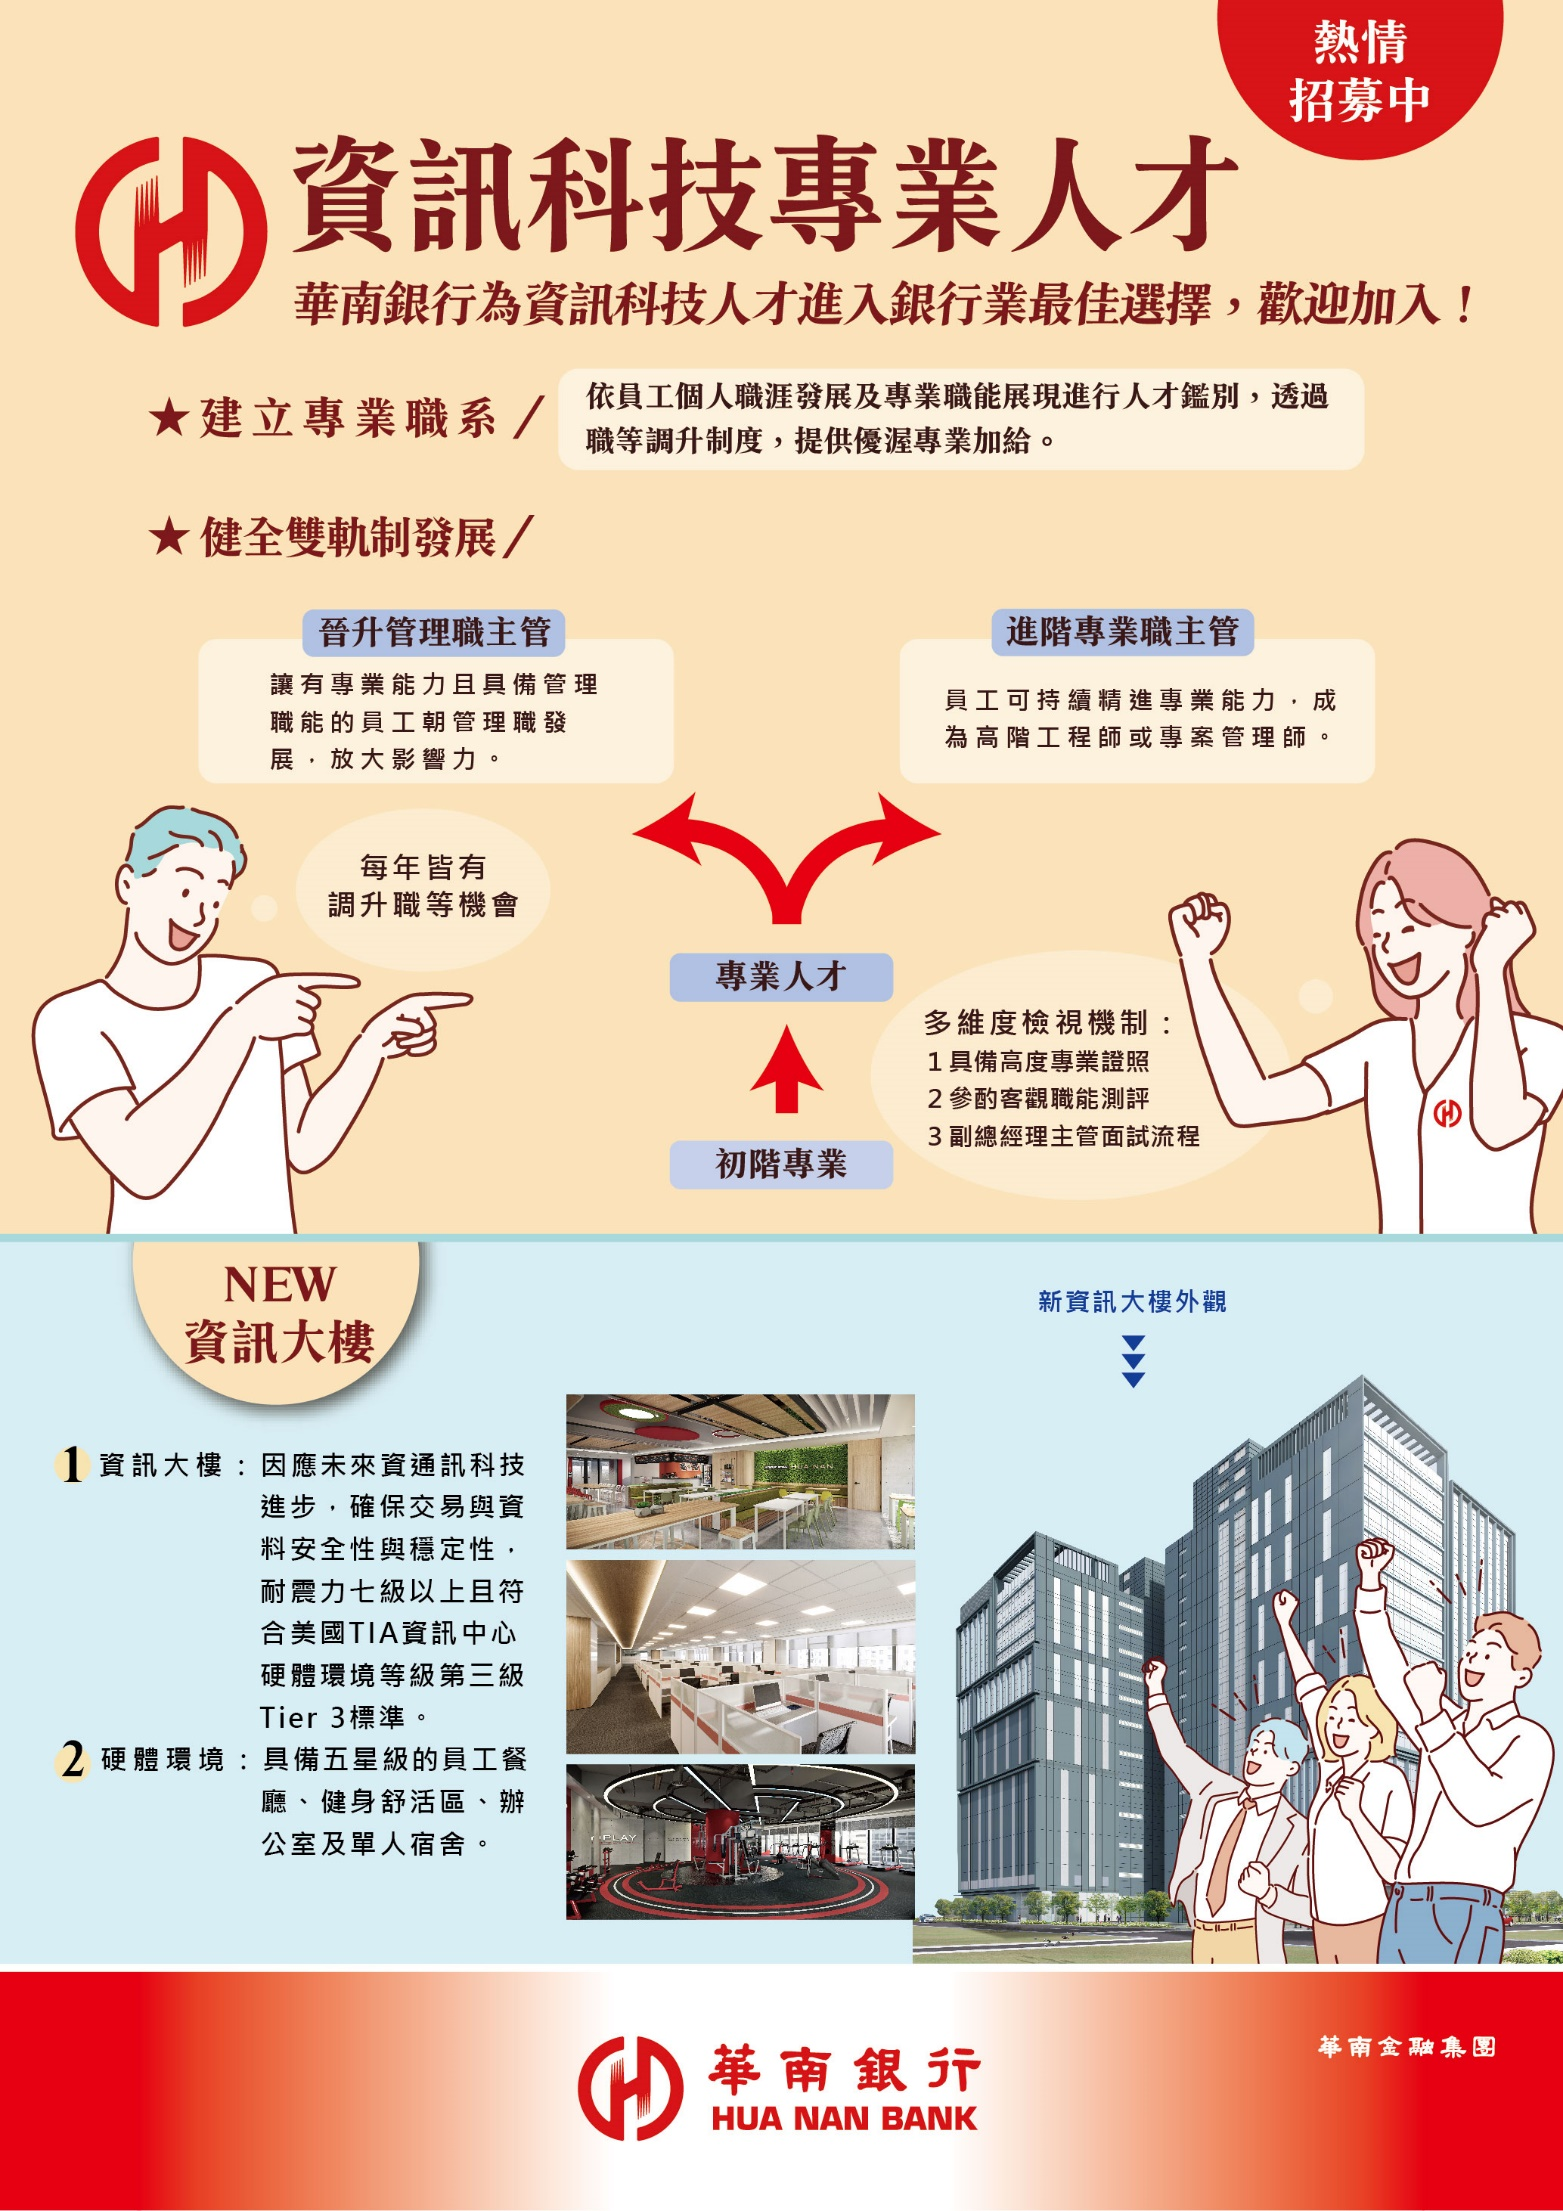 熱情
招募中
資訊科技專業人才
華南銀行為資訊科技人才進入銀行業最佳選擇，歡迎加入！
★建立專業職系/
依員工個人職涯發展及專業職能展現進行人才鑑別，透過
職等調升制度，提供優渥專業加給。
★健全雙軌制發展/
晉升管理職主管
讓有專業能力且具備管理
職能的員工朝管理職發
展，放大影響力。
進階專業職主管
員工可持續精進專業能力，成
為高階工程師或專案管理師。
每年皆有
調升職等機會
專業人才
多維度檢視機制：
1具備高度專業證照
2參酌客觀職能測評
3副總經理主管面試流程
初階專業
NEW
資訊大樓
新資訊大樓外觀
1 資訊大樓：因應未來資通訊科技
進步，確保交易與資
料安全性與穩定性，
耐震力七級以上且符
合美國TIA資訊中心
硬體環境等級第三級
Tier 3標準。
2 硬體環境：具備五星級的員工餐
廳、健身舒活區、辦
公室及單人宿舍。
HUA NAN
PLAY
華南銀行
HUA NAN BANK
華南金融集團